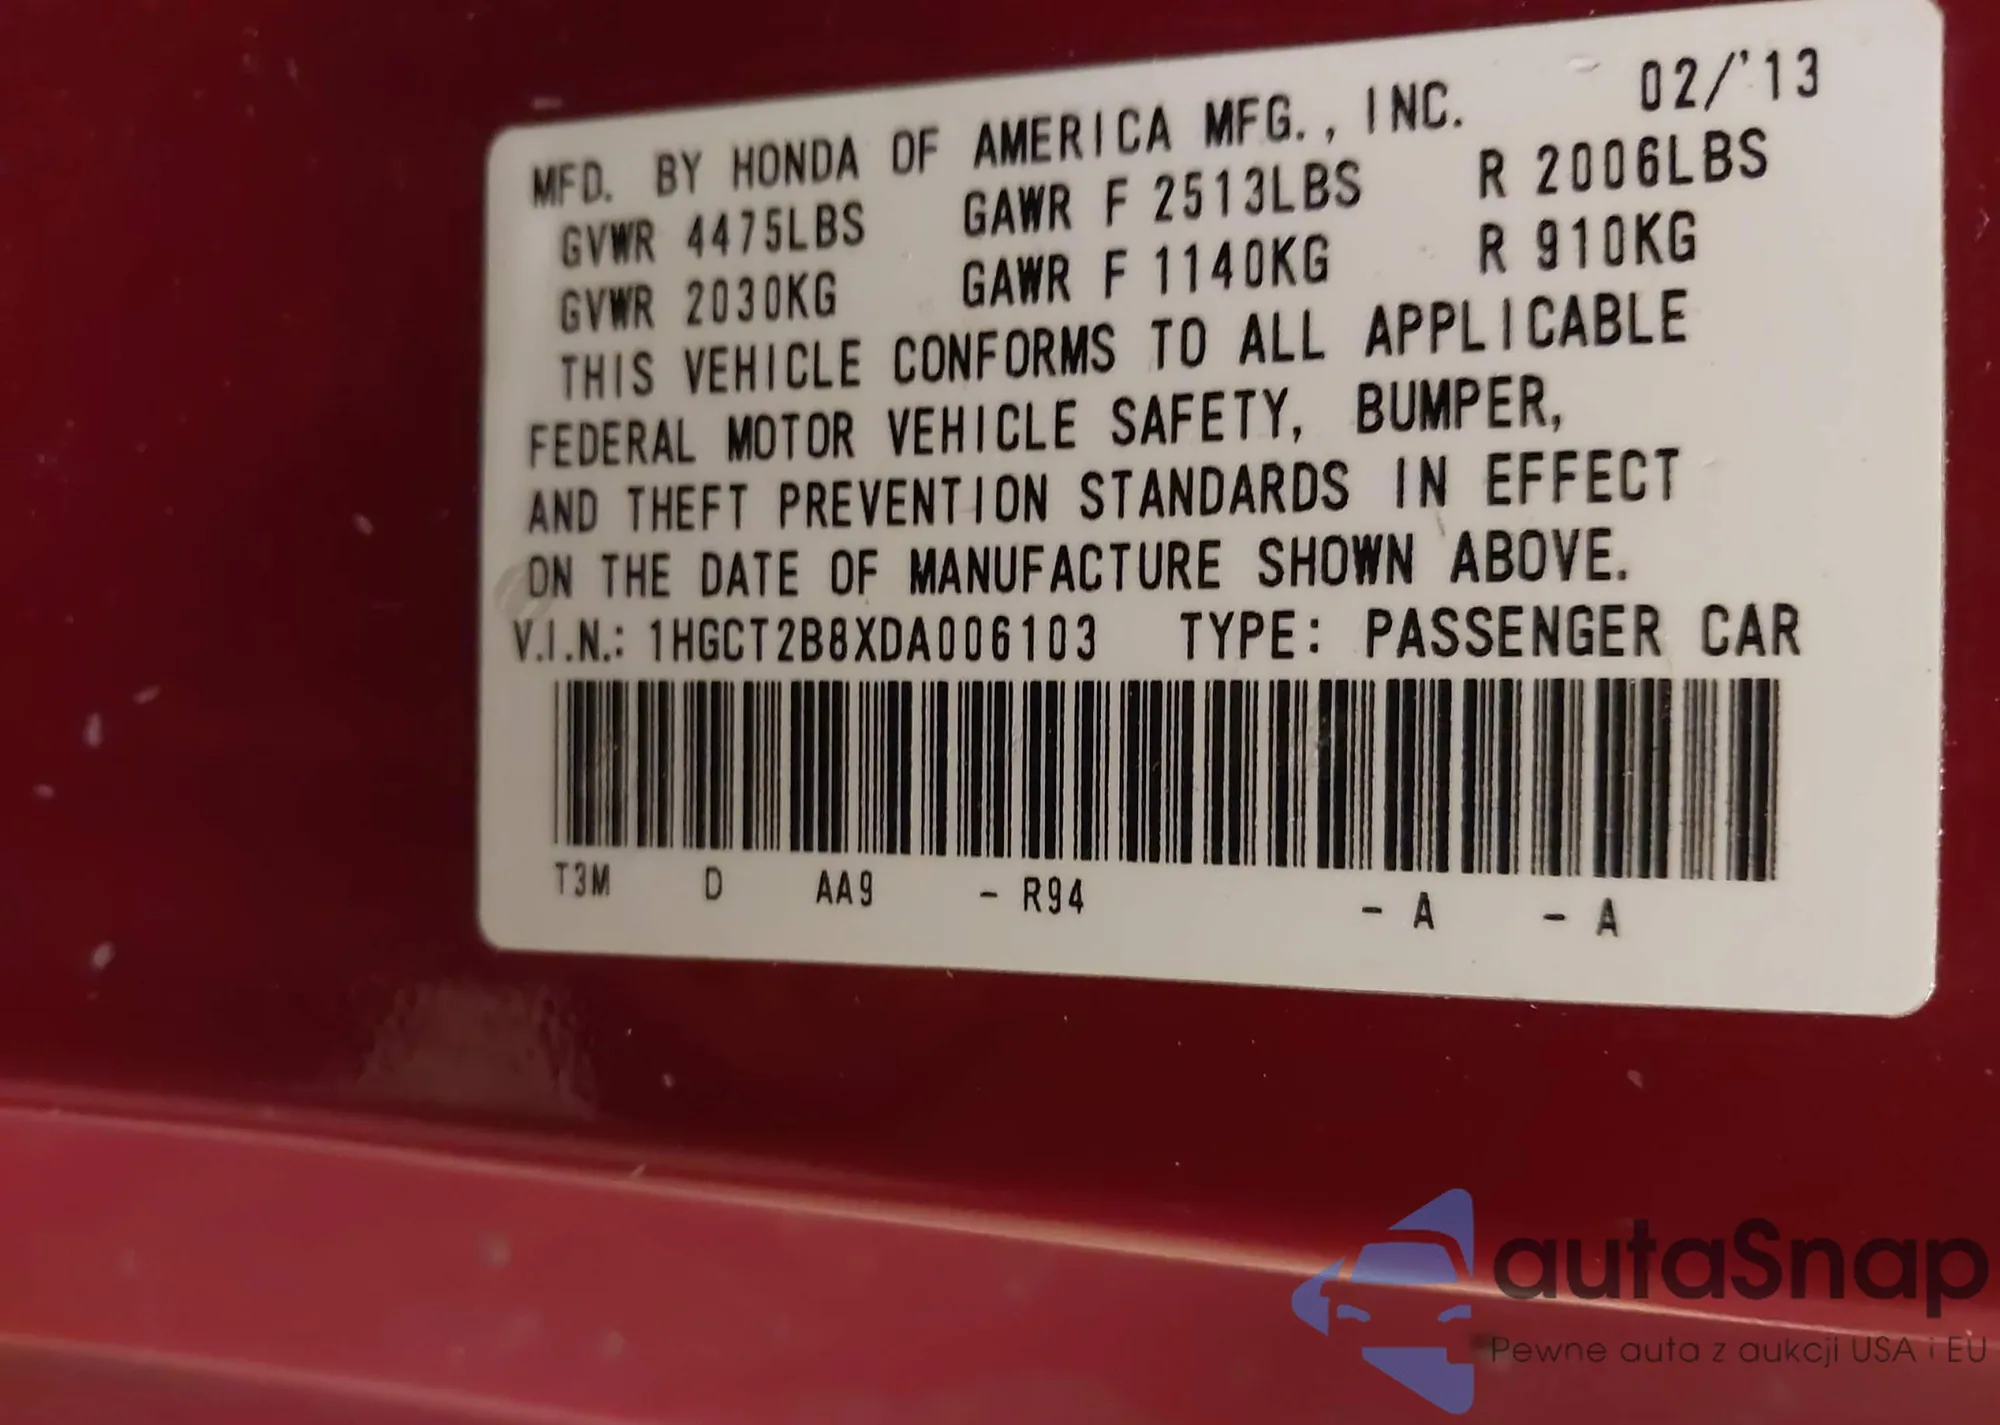 MFD. BY HONDA OF AMERICA MFG., INC. 02/'13
GVWR 4475LBS GAWR F 2513LBS R 2006LBS
GVWR 2030KG GAWR F 1140KG R 910KG
THIS VEHICLE CONFORMS TO ALL APPLICABLE
FEDERAL MOTOR VEHICLE SAFETY, BUMPER,
AND THEFT PREVENTION STANDARDS IN EFFECT
ON THE DATE OF MANUFACTURE SHOWN ABOVE.
V.I.N.: 1HGCT2B8XDA006103 TYPE: PASSENGER CAR
T3M D AA9 - R94 - A - A
autaSnap
Pewne auta z aukcji USA i EU